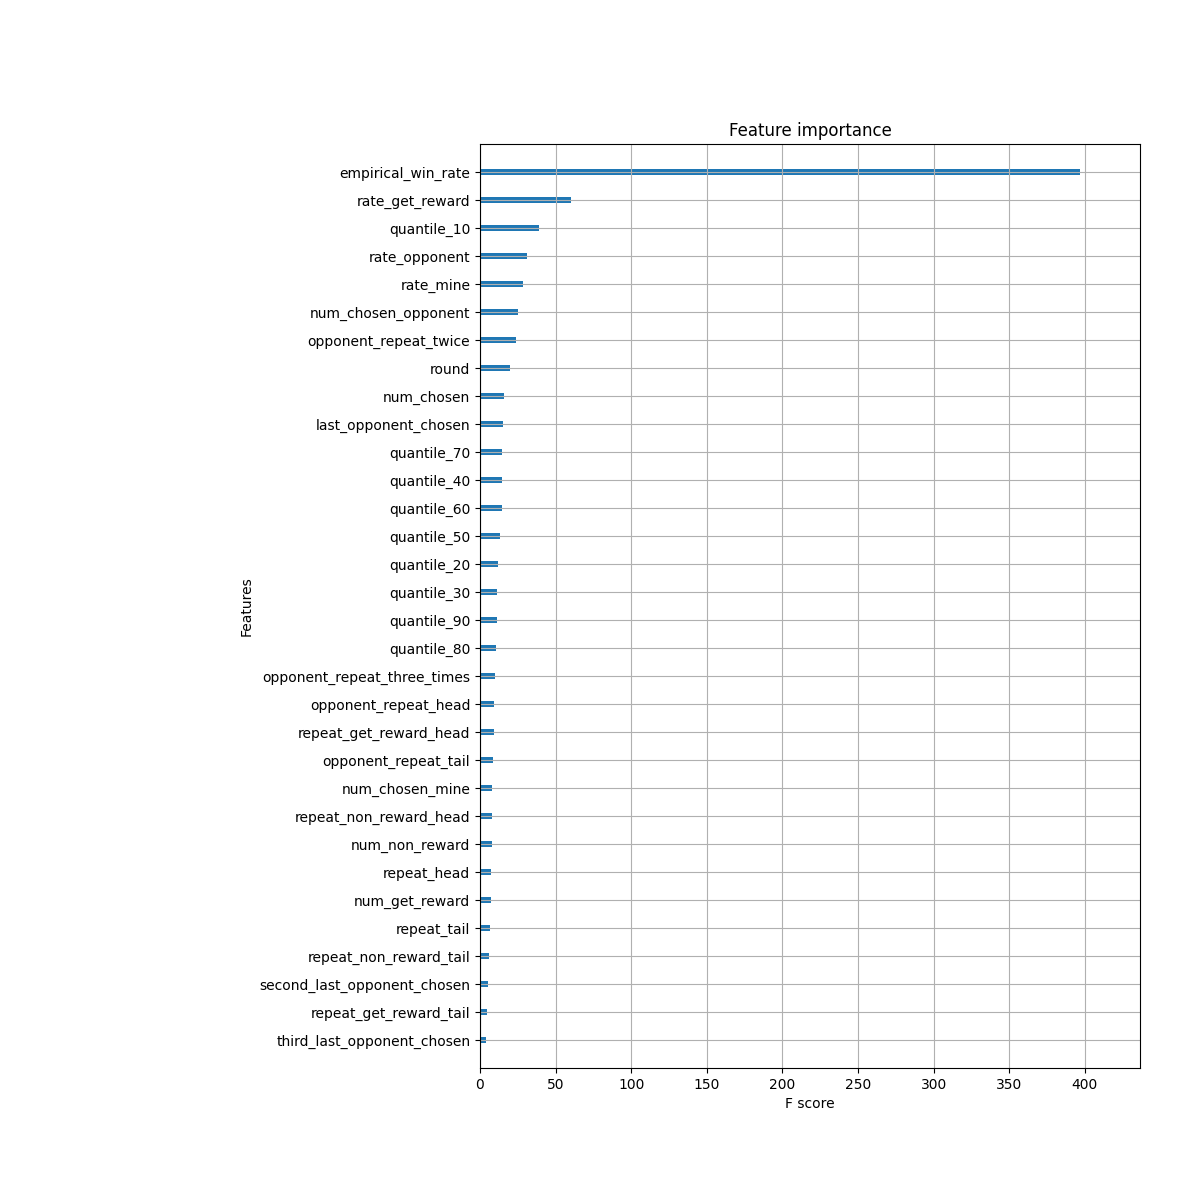 Feature importance
empirical_win_rate
rate_get_reward
quantile_10
rate_opponent
rate_mine
num_chosen_opponent
opponent_repeat_twice
round
num_chosen
last_opponent_chosen
quantile_70
quantile_40
quantile_60
quantile_50
quantile_20
quantile_30
quantile_90
quantile_80
opponent_repeat_three_times
opponent_repeat_head
repeat_get_reward_head
opponent_repeat_tail
num_chosen_mine
repeat_non_reward_head
num_non_reward
repeat_head
num_get_reward
repeat_tail
repeat_non_reward_tail
second_last_opponent_chosen
repeat_get_reward_tail
third_last_opponent_chosen
Features
0 50 100 150 200 250 300 350 400
F score